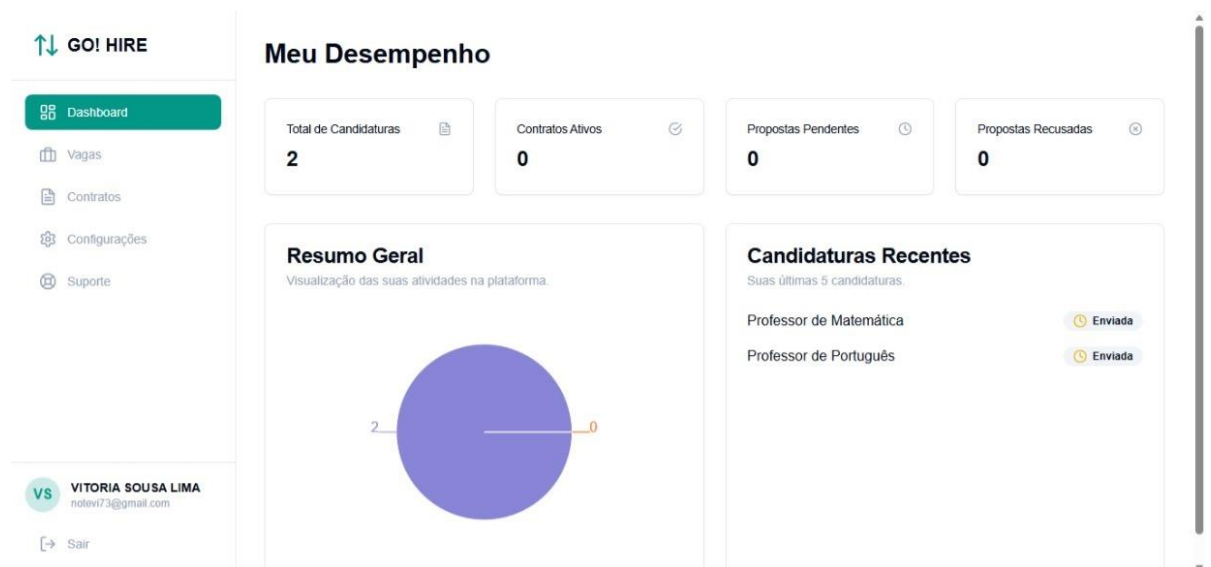 GO! HIRE
Dashboard
Vagas
Contratos
Configurações
Suporte
VS
VITORIA SOUSA LIMA
notevi73@gmail.com
Sair
Meu Desempenho
Total de Candidaturas
2
Contratos Ativos
0
Propostas Pendentes
0
Propostas Recusadas
0
Resumo Geral
Visualização das suas atividades na plataforma.
2
0
Candidaturas Recentes
Suas últimas 5 candidaturas.
Professor de Matemática Enviada
Professor de Português Enviada